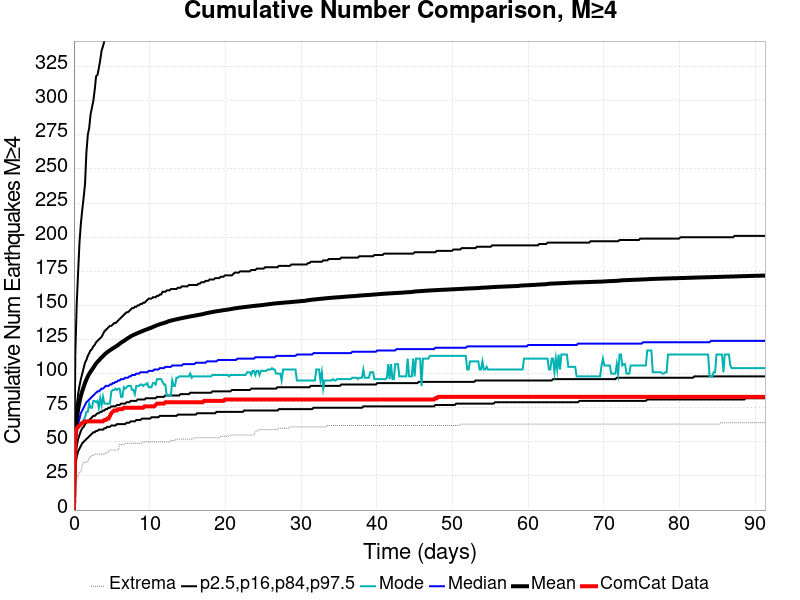 Cumulative Number Comparison, M≥4
Cumulative Num Earthquakes M≥4
325
300
275
250
225
200
175
150
125
100
75
50
25
0
0 10 20 30 40 50 60 70 80 90
Time (days)
Extrema p2.5,p16,p84,p97.5 Mode Median Mean ComCat Data